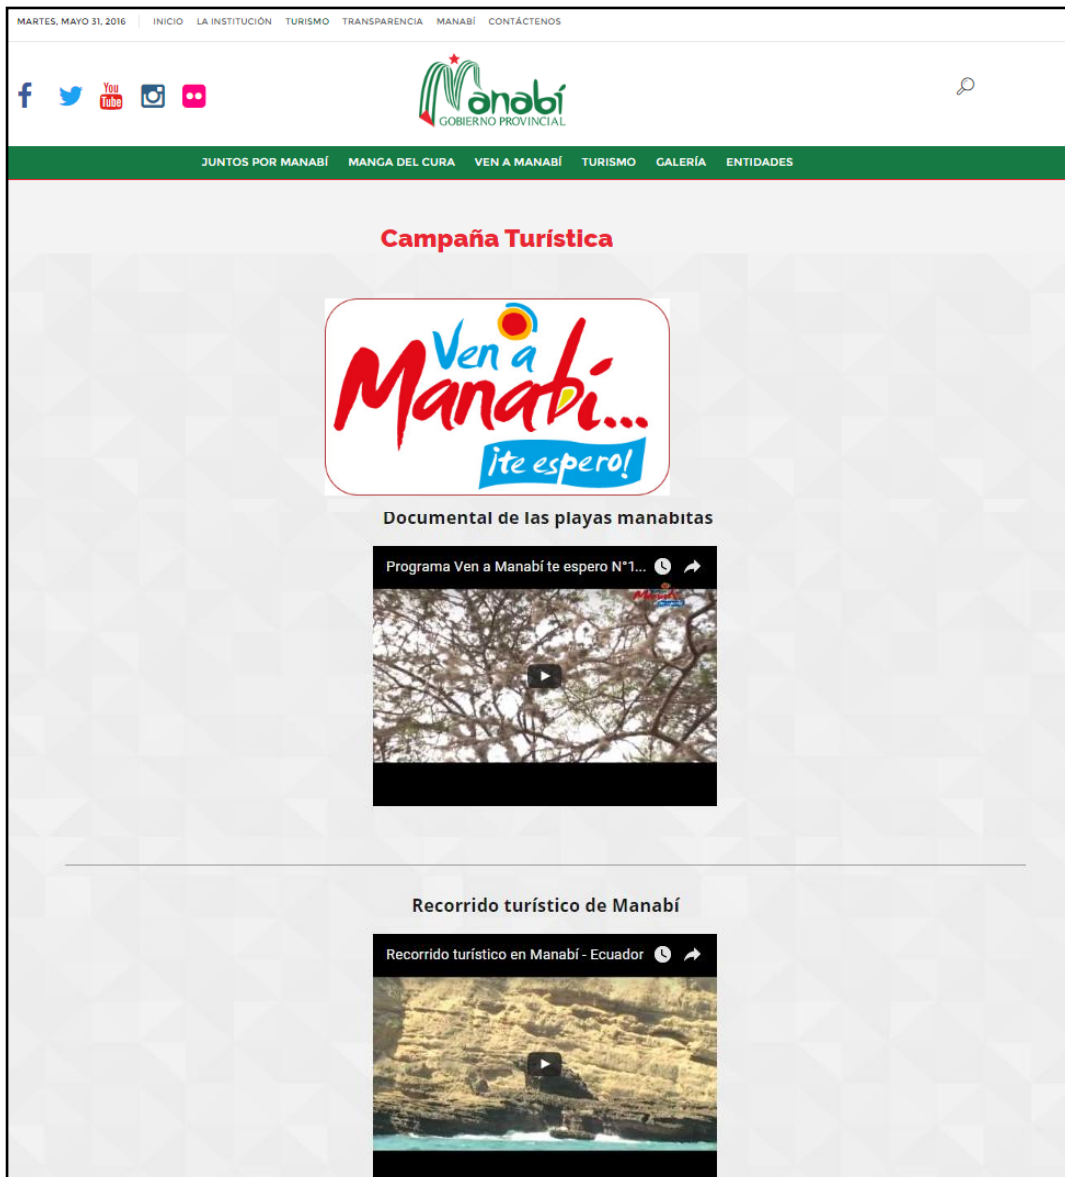 MARTES, MAYO 31, 2016 INICIO LA INSTITUCIÓN TURISMO TRANSPARENCIA MANABÍ CONTÁCTENOS
f You Tube
Manabí
GOBIERNO PROVINCIAL
JUNTOS POR MANABÍ MANGA DEL CURA VEN A MANABÍ TURISMO GALERÍA ENTIDADES
Campaña Turística
Ven a
Manabí...
¡te espero!
Documental de las playas manabitas
Programa Ven a Manabí te espero N°1...
Manabí
Recorrido turístico de Manabí
Recorrido turístico en Manabí - Ecuador